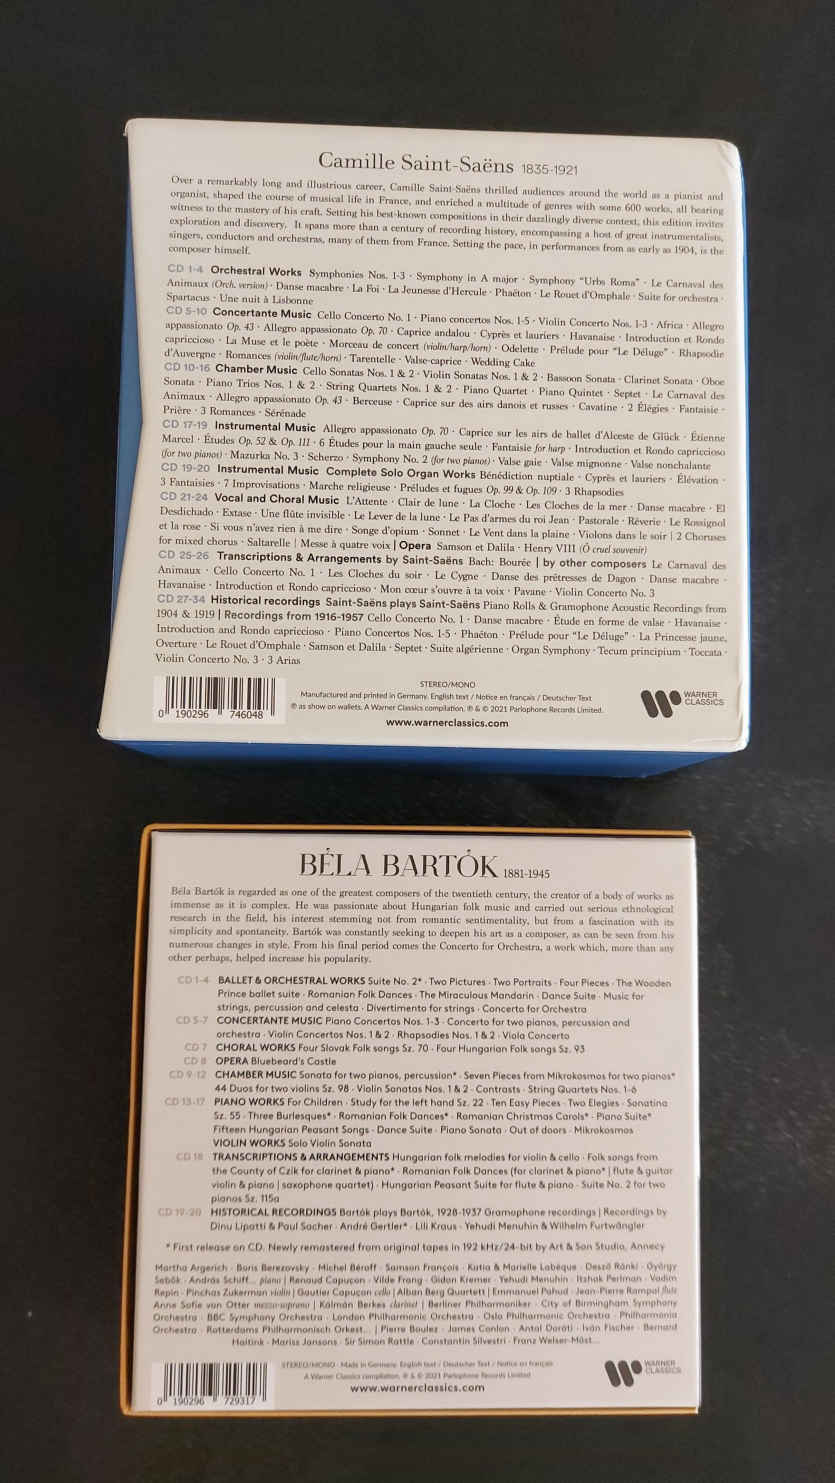 Camille Saint-Saëns 1835-1921
Over a remarkably long and illustrious career, Camille Saint-Saëns thrilled audiences around the world as a pianist and
organist, shaped the course of musical life in France, and enriched a multitude of genres with some 600 works, all bearing
witness to the mastery of his craft. Setting his best-known compositions in their dazzlingly diverse context, this edition invites
exploration and discovery. It spans more than a century of recording history, encompassing a host of great instrumentalists,
singers, conductors and orchestras, many of them from France. Setting the pace, in performances from as early as 1904, is the
composer himself.
CD 1-4 Orchestral Works Symphonies Nos. 1-3 · Symphony in A major · Symphony “Urbs Roma” · Le Carnaval des
Animaux (Orch. version) · Danse macabre · La Foi · La Jeunesse d'Hercule · Phaëton · Le Rouet d'Omphale · Suite for orchestra ·
Spartacus · Une nuit à Lisbonne
CD 5-10 Concertante Music Cello Concerto No. 1 · Piano concertos Nos. 1-5 · Violin Concerto Nos. 1-3 · Africa · Allegro
appassionato Op. 43 · Allegro appassionato Op. 70 · Caprice andalou · Cyprès et lauriers · Havanaise · Introduction et Rondo
capriccioso · La Muse et le poète · Morceau de concert (violin/harp/horn) · Odelette · Prélude pour “Le Déluge” · Rhapsodie
d'Auvergne · Romances (violin/flute/horn) · Tarentelle · Valse-caprice · Wedding Cake
CD 10-16 Chamber Music Cello Sonatas Nos. 1 & 2 · Violin Sonatas Nos. 1 & 2 · Bassoon Sonata · Clarinet Sonata · Oboe
Sonata · Piano Trios Nos. 1 & 2 · String Quartets Nos. 1 & 2 · Piano Quartet · Piano Quintet · Septet · Le Carnaval des
Animaux · Allegro appassionato Op. 43 · Berceuse · Caprice sur des airs danois et russes · Cavatine · 2 Élégies · Fantaisie ·
Prière · 3 Romances · Sérénade
CD 17-19 Instrumental Music Allegro appassionato Op. 70 · Caprice sur les airs de ballet d'Alceste de Glück · Étienne
Marcel · Études Op. 52 & Op. 111 · 6 Études pour la main gauche seule · Fantaisie for harp · Introduction et Rondo capriccioso
(for two pianos) · Mazurka No. 3 · Scherzo · Symphony No. 2 (for two pianos) · Valse gaie · Valse mignonne · Valse nonchalante
CD 19-20 Instrumental Music Complete Solo Organ Works Bénédiction nuptiale · Cyprès et lauriers · Élévation ·
3 Fantaisies · 7 Improvisations · Marche religieuse · Préludes et fugues Op. 99 & Op. 109 · 3 Rhapsodies
CD 21-24 Vocal and Choral Music L'Attente · Clair de lune · La Cloche · Les Cloches de la mer · Danse macabre · El
Desdichado · Extase · Une flûte invisible · Le Lever de la lune · Le Pas d'armes du roi Jean · Pastorale · Rêverie · Le Rossignol
et la rose · Si vous n'avez rien à me dire · Songe d'opium · Sonnet · Le Vent dans la plaine · Violons dans le soir | 2 Choruses
for mixed chorus · Saltarelle | Messe à quatre voix | Opera Samson et Dalila · Henry VIII (Ô cruel souvenir)
CD 25-26 Transcriptions & Arrangements by Saint-Saëns Bach: Bourée | by other composers Le Carnaval des
Animaux · Cello Concerto No. 1 · Les Cloches du soir · Le Cygne · Danse des prêtresses de Dagon · Danse macabre ·
Havanaise · Introduction et Rondo capriccioso · Mon cœur s'ouvre à ta voix · Pavane · Violin Concerto No. 3
CD 27-34 Historical recordings Saint-Saëns plays Saint-Saëns Piano Rolls & Gramophone Acoustic Recordings from
1904 & 1919 | Recordings from 1916-1957 Cello Concerto No. 1 · Danse macabre · Étude en forme de valse · Havanaise ·
Introduction and Rondo capriccioso · Piano Concertos Nos. 1-5 · Phaéton · Prélude pour “Le Déluge” · La Princesse jaune,
Overture · Le Rouet d'Omphale · Samson et Dalila · Septet · Suite algérienne · Organ Symphony · Tecum principium · Toccata ·
Violin Concerto No. 3 · 3 Arias
STEREO/MONO
Manufactured and printed in Germany. English text / Notice en français / Deutscher Text
℗ as show on wallets. A Warner Classics compilation, ℗ & © 2021 Parlophone Records Limited.
www.warnerclassics.com
0 190296 746048
WARNER
CLASSICS
BÉLA BARTÓK 1881-1945
Béla Bartók is regarded as one of the greatest composers of the twentieth century, the creator of a body of works as
immense as it is complex. He was passionate about Hungarian folk music and carried out serious ethnological
research in the field, his interest stemming not from romantic sentimentality, but from a fascination with its
simplicity and spontaneity. Bartók was constantly seeking to deepen his art as a composer, as can be seen from his
numerous changes in style. From his final period comes the Concerto for Orchestra, a work which, more than any
other perhaps, helped increase his popularity.
CD 1-4 BALLET & ORCHESTRAL WORKS Suite No. 2* · Two Pictures · Two Portraits · Four Pieces · The Wooden
Prince ballet suite · Romanian Folk Dances · The Miraculous Mandarin · Dance Suite · Music for
strings, percussion and celesta · Divertimento for strings · Concerto for Orchestra
CD 5-7 CONCERTANTE MUSIC Piano Concertos Nos. 1-3 · Concerto for two pianos, percussion and
orchestra · Violin Concertos Nos. 1 & 2 · Rhapsodies Nos. 1 & 2 · Viola Concerto
CD 7 CHORAL WORKS Four Slovak Folk songs Sz. 70 · Four Hungarian Folk songs Sz. 93
CD 8 OPERA Bluebeard's Castle
CD 9-12 CHAMBER MUSIC Sonata for two pianos, percussion* · Seven Pieces from Mikrokosmos for two pianos*
44 Duos for two violins Sz. 98 · Violin Sonatas Nos. 1 & 2 · Contrasts · String Quartets Nos. 1-6
CD 13-17 PIANO WORKS For Children · Study for the left hand Sz. 22 · Ten Easy Pieces · Two Elegies · Sonatina
Sz. 55 · Three Burlesques* · Romanian Folk Dances* · Romanian Christmas Carols* · Piano Suite*
Fifteen Hungarian Peasant Songs · Dance Suite · Piano Sonata · Out of doors · Mikrokosmos
VIOLIN WORKS Solo Violin Sonata
CD 18 TRANSCRIPTIONS & ARRANGEMENTS Hungarian folk melodies for violin & cello · Folk songs from
the County of Czik for clarinet & piano* · Romanian Folk Dances (for clarinet & piano* | flute & guitar
violin & piano | saxophone quartet) · Hungarian Peasant Suite for flute & piano · Suite No. 2 for two
pianos Sz. 115a
CD 19-20 HISTORICAL RECORDINGS Bartók plays Bartók, 1928-1937 Gramophone recordings | Recordings by
Dinu Lipatti & Paul Sacher · André Gertler* · Lili Kraus · Yehudi Menuhin & Wilhelm Furtwängler
* First release on CD. Newly remastered from original tapes in 192 kHz/24-bit by Art & Son Studio, Annecy
Martha Argerich · Boris Berezovsky · Michel Béroff · Samson François · Katia & Marielle Labèque · Deszö Ránki · György
Sebők · András Schiff... piano | Renaud Capuçon · Vilde Frang · Gidon Kremer · Yehudi Menuhin · Itzhak Perlman · Vadim
Repin · Pinchas Zukerman violin | Gautier Capuçon cello | Alban Berg Quartett | Emmanuel Pahud · Jean-Pierre Rampal flute
Anne Sofie von Otter mezzo-soprano | Kálmán Berkes clarinet | Berliner Philharmoniker · City of Birmingham Symphony
Orchestra · BBC Symphony Orchestra · London Philharmonic Orchestra · Oslo Philharmonic Orchestra · Philharmonia
Orchestra · Rotterdams Philharmonisch Orkest... | Pierre Boulez · James Conlon · Antal Doráti · Iván Fischer · Bernard
Haitink · Mariss Jansons · Sir Simon Rattle · Constantin Silvestri · Franz Welser-Möst...
STEREO/MONO · Made in Germany. English text / Deutscher Text / Notice en français
A Warner Classics compilation, ℗ & © 2021 Parlophone Records Limited
www.warnerclassics.com
0 190296 729317
WARNER
CLASSICS